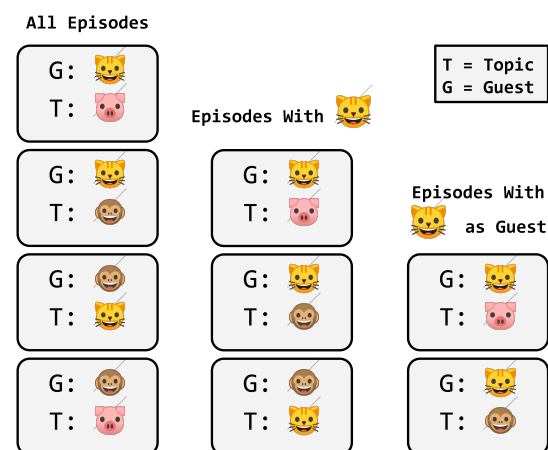 All Episodes
G:
T:
G:
T:
G:
T:
G:
T:
Episodes With
G:
T:
G:
T:
G:
T:
T = Topic
G = Guest
Episodes With
as Guest
G:
T:
G:
T: